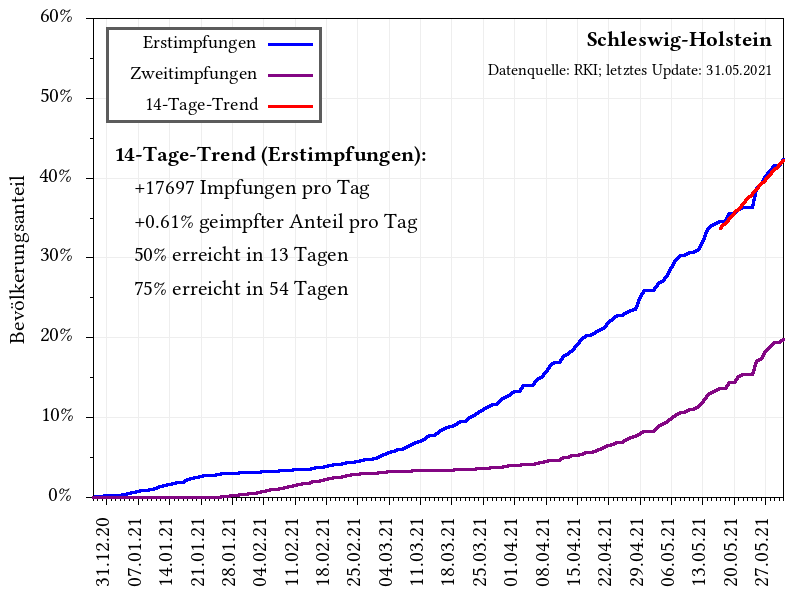 Schleswig-Holstein
Datenquelle: RKI; letztes Update: 31.05.2021
Erstimpfungen
Zweitimpfungen
14-Tage-Trend
14-Tage-Trend (Erstimpfungen):
+17697 Impfungen pro Tag
+0.61% geimpfter Anteil pro Tag
50% erreicht in 13 Tagen
75% erreicht in 54 Tagen
Bevölkerungsanteil
60%
50%
40%
30%
20%
10%
0%
31.12.20
07.01.21
14.01.21
21.01.21
28.01.21
04.02.21
11.02.21
18.02.21
25.02.21
04.03.21
11.03.21
18.03.21
25.03.21
01.04.21
08.04.21
15.04.21
22.04.21
29.04.21
06.05.21
13.05.21
20.05.21
27.05.21